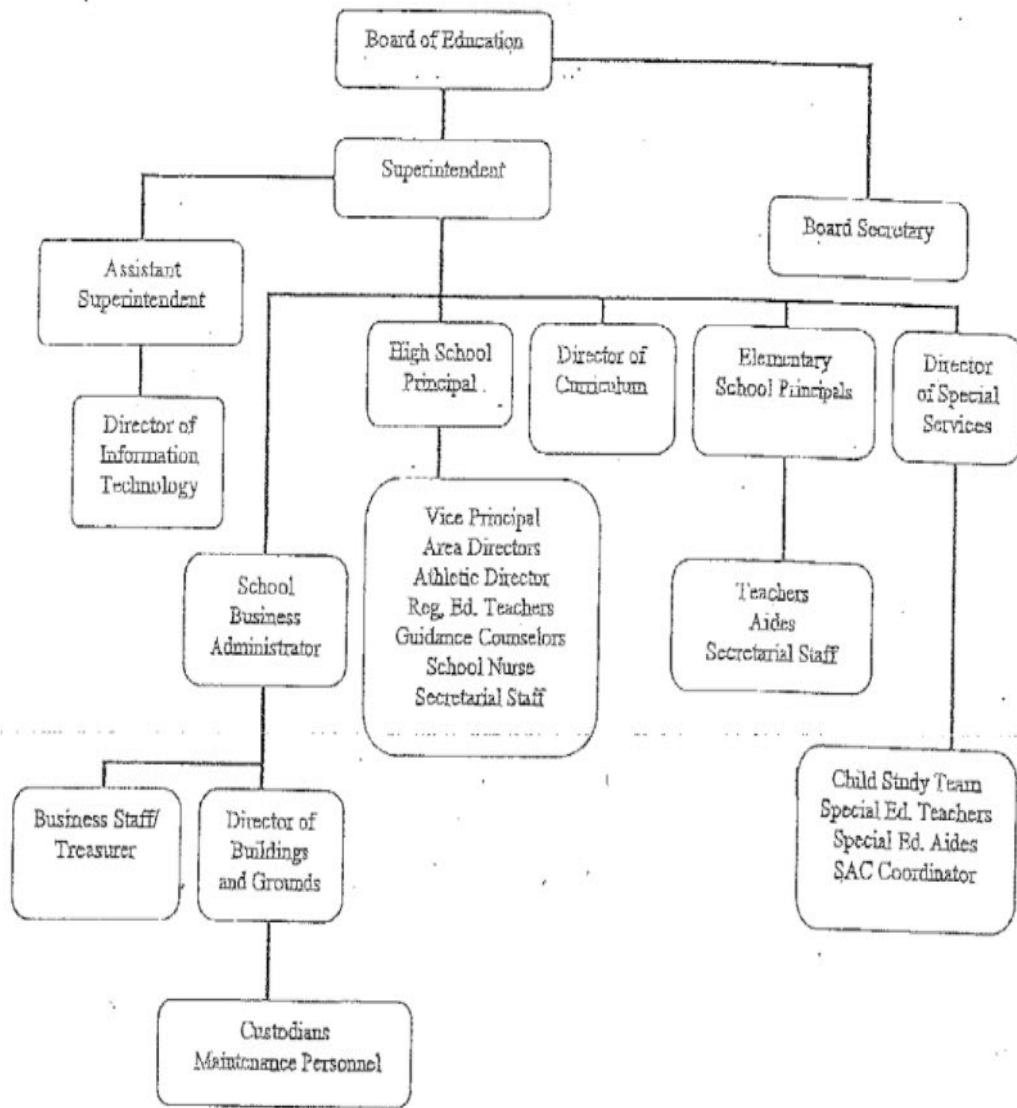 Board of Education
Superintendent
Board Secretary
Assistant
Superintendent
High School
Principal
Director of
Curriculum
Elementary
School Principals
Director
of Special
Services
Director of
Information
Technology
Vice Principal
Area Directors
Athletic Director
Reg. Ed. Teachers
Guidance Counselors
School Nurse
Secretarial Staff
School
Business
Administrator
Teachers
Aides
Secretarial Staff
Business Staff/
Treasurer
Director of
Buildings
and Grounds
Child Study Team
Special Ed. Teachers
Special Ed. Aides
SAC Coordinator
Custodians
Maintenance Personnel